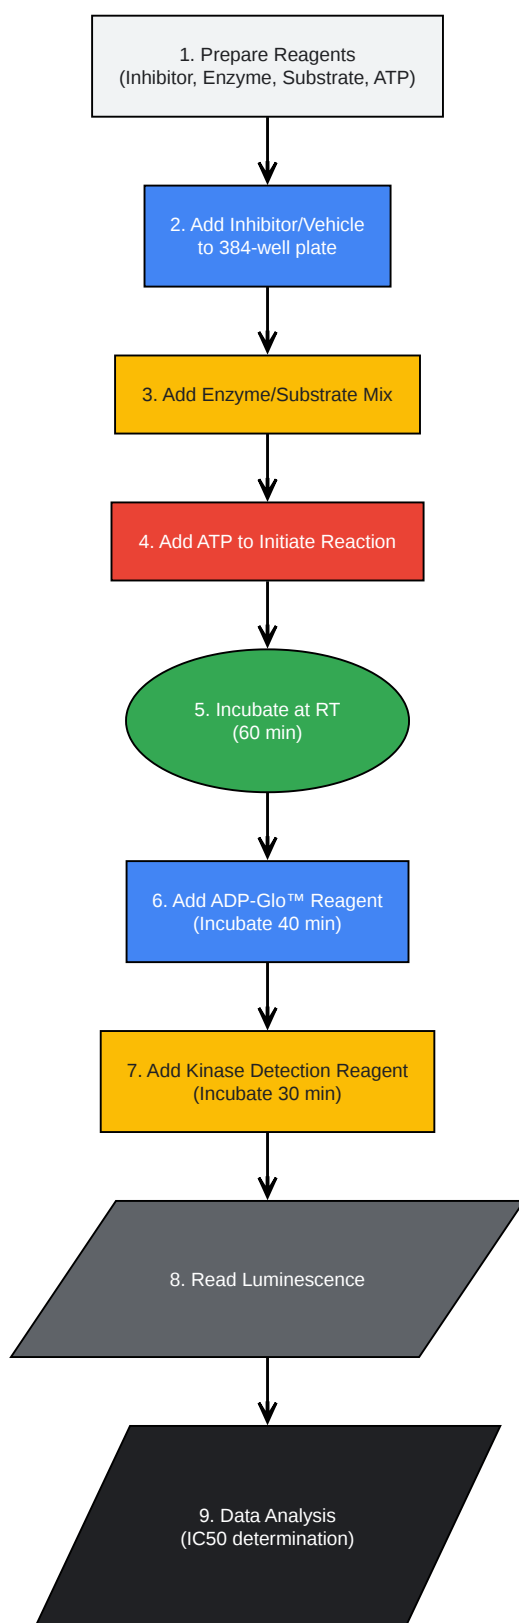 1. Prepare Reagents
(Inhibitor, Enzyme, Substrate, ATP)
2. Add Inhibitor/Vehicle
to 384-well plate
3. Add Enzyme/Substrate Mix
4. Add ATP to Initiate Reaction
5. Incubate at RT
(60 min)
6. Add ADP-Glo™ Reagent
(Incubate 40 min)
7. Add Kinase Detection Reagent
(Incubate 30 min)
8. Read Luminescence
9. Data Analysis
(IC50 determination)